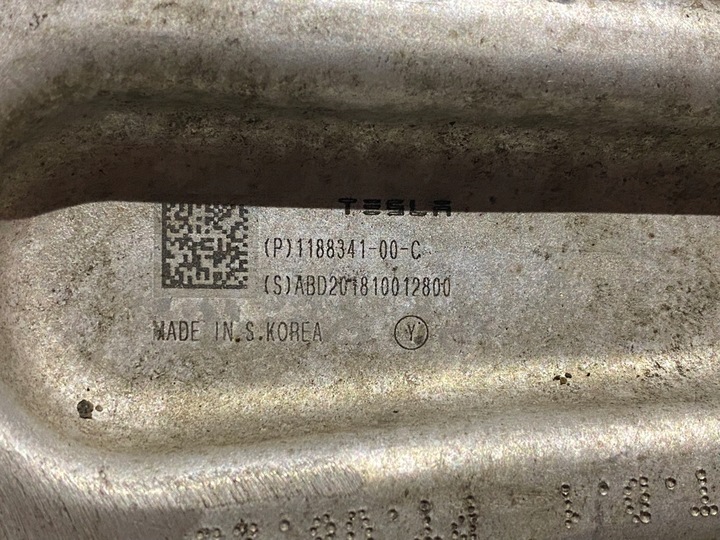 TESLA
(P)1188341-00-C
(S)ABD201810012800
MADE IN S.KOREA
Y